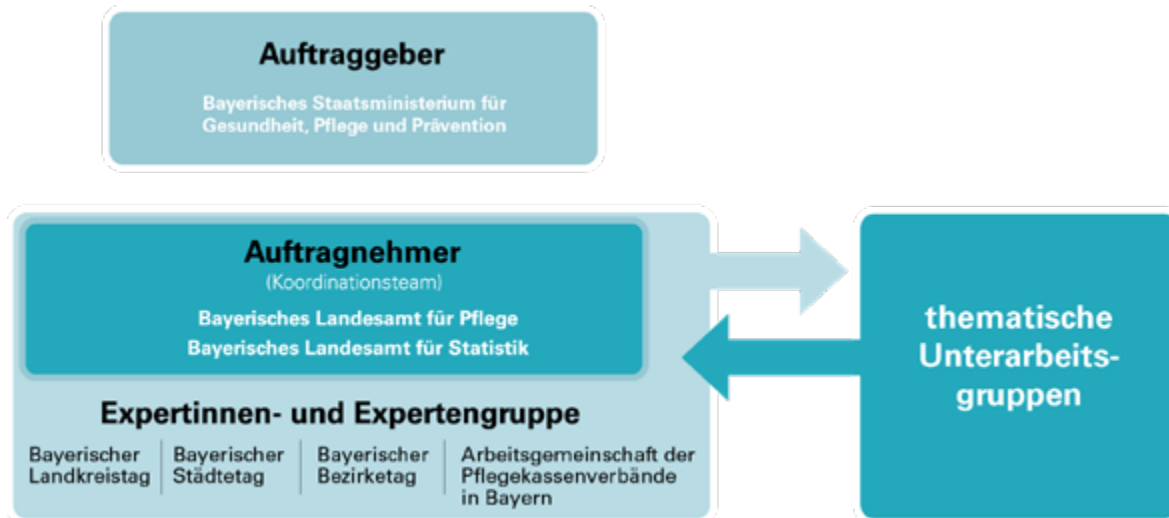 Auftraggeber
Bayerisches Staatsministerium für
Gesundheit, Pflege und Prävention
Auftragnehmer
(Koordinationsteam)
Bayerisches Landesamt für Pflege
Bayerisches Landesamt für Statistik
Expertinnen- und Expertengruppe
Bayerischer
Landkreistag
Bayerischer
Städtetag
Bayerischer
Bezirketag
Arbeitsgemeinschaft der
Pflegekassenverbände
in Bayern
thematische
Unterarbeits-
gruppen